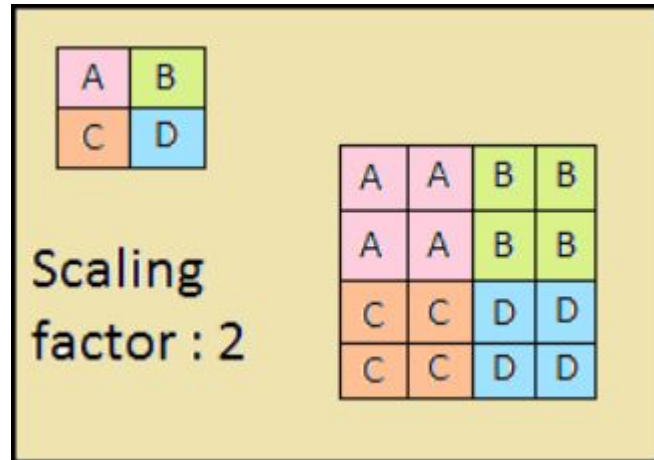 A B
C D
A A B B
A A B B
Scaling
C C D D
factor : 2
C C D D